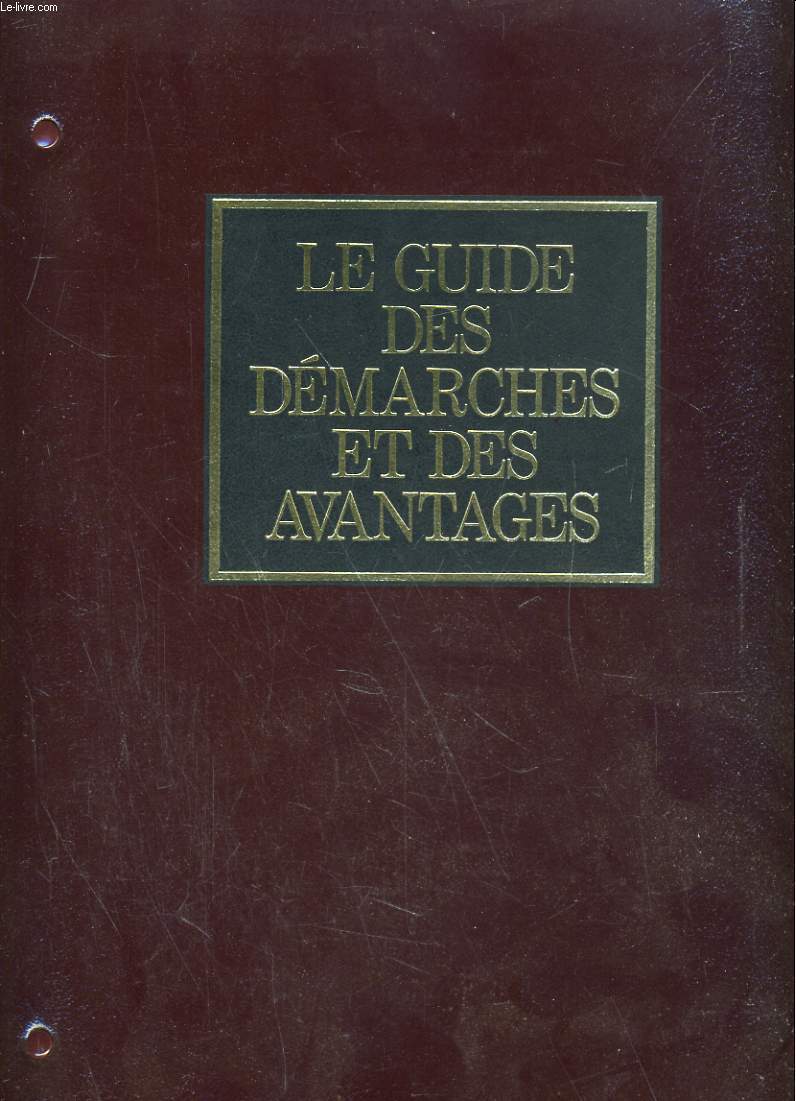 Le-livre.com
LE GUIDE
DES
DÉMARCHES
ET DES
AVANTAGES